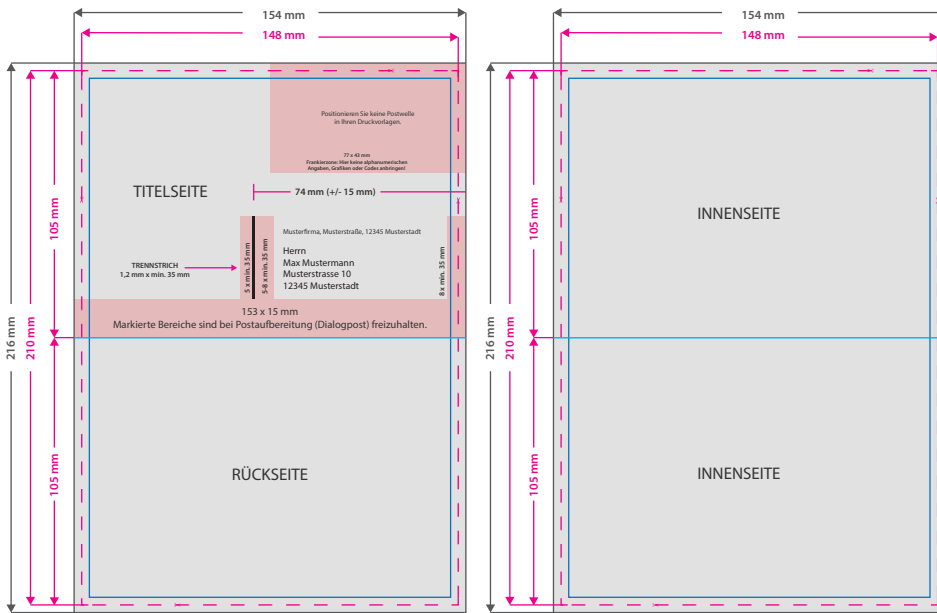 154 mm
148 mm
216 mm
210 mm
105 mm
105 mm
Positionieren Sie keine Postwelle
in Ihren Druckvorlagen.
77 x 43 mm
Frankierzone: Hier keine alphanumerischen
Angaben, Grafiken oder Codes anbringen!
TITELSEITE
74 mm (+/- 15 mm)
TRENNSTRICH
1,2 mm x min. 35 mm
5 x min. 35 mm
5-8 x min. 35 mm
Musterfirma, Musterstraße, 12345 Musterstadt
Herrn
Max Mustermann
Musterstrasse 10
12345 Musterstadt
8 x min. 35 mm
153 x 15 mm
Markierte Bereiche sind bei Postaufbereitung (Dialogpost) freizuhalten.
RÜCKSEITE
154 mm
148 mm
216 mm
210 mm
105 mm
105 mm
INNENSEITE
INNENSEITE